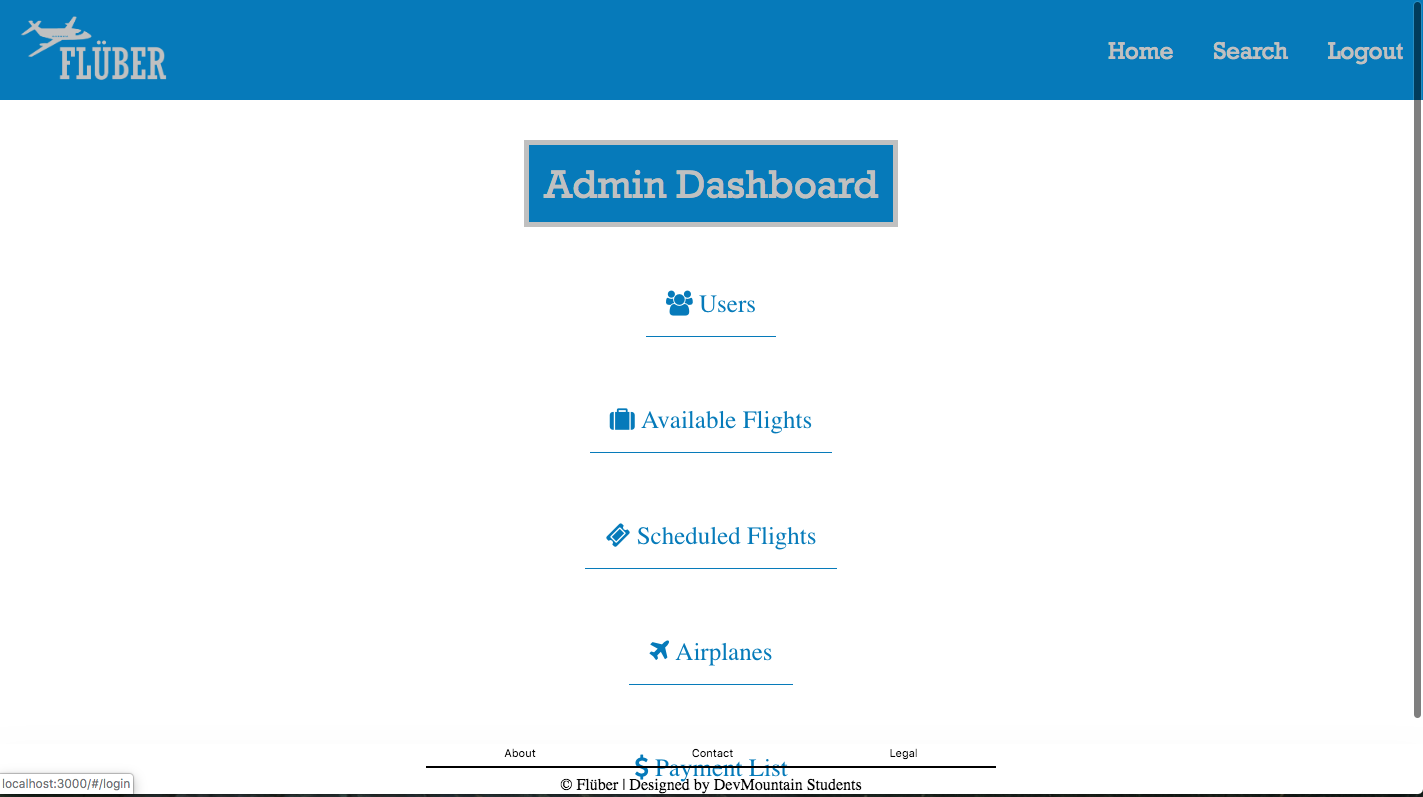 FLÜBER
Home Search Logout
Admin Dashboard
Users
Available Flights
Scheduled Flights
Airplanes
About Contact Legal
$ Payment List
© Flüber | Designed by DevMountain Students
localhost:3000/#/login